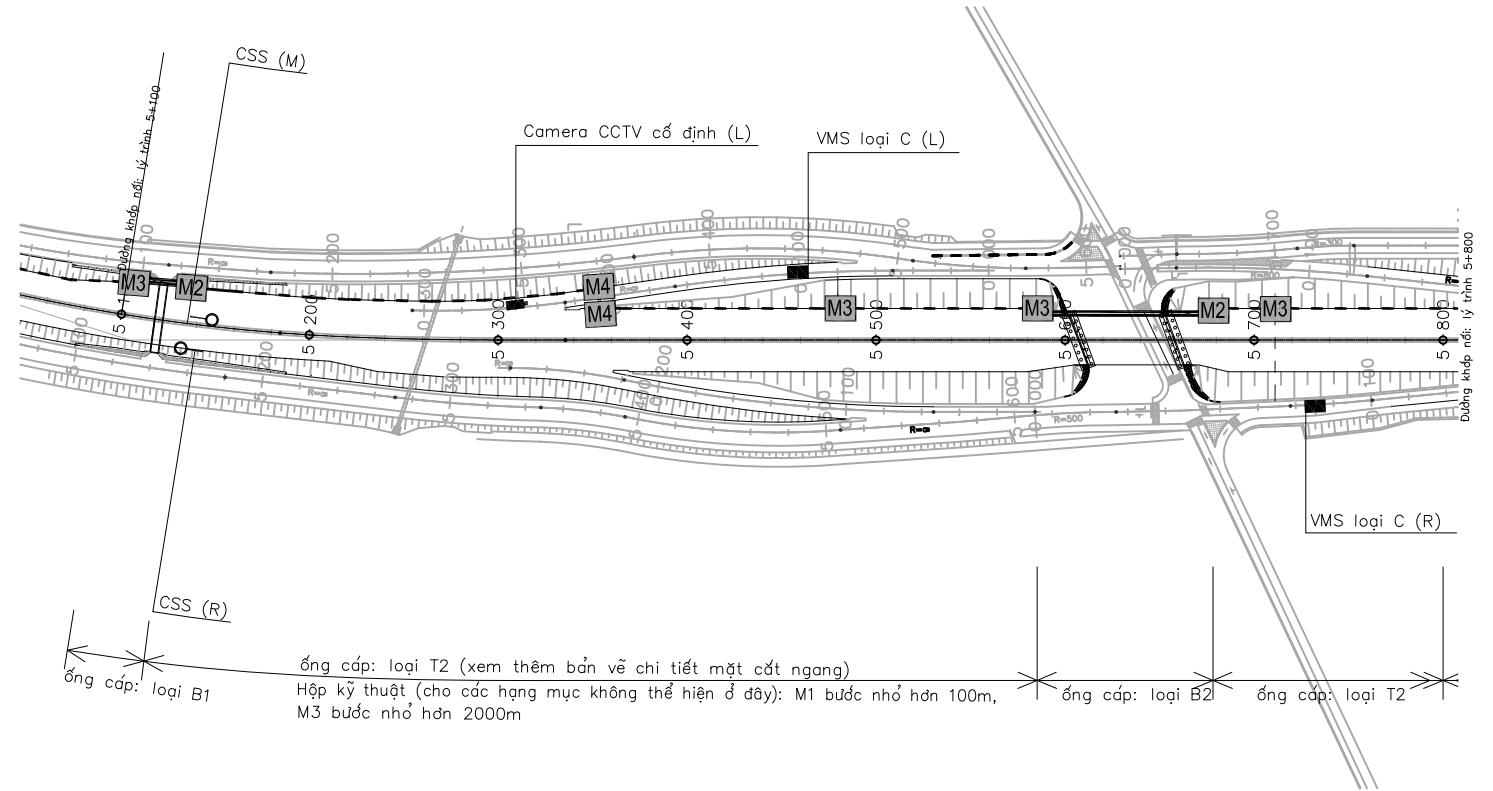 CSS (M)
Camera CCTV cố định (L)
VMS loại C (L)
Đường khớp nối: lý trình 5+100
M3
M2
M4
M4
M3
M3
M2
M3
5 1
5 200
5 300
5 400
5 500
5 600
5 700
5 800
Đường khớp nối: lý trình 5+800
R=500
R=500
VMS loại C (R)
CSS (R)
ống cáp: loại B1
ống cáp: loại T2 (xem thêm bản vẽ chi tiết mặt cắt ngang)
Hộp kỹ thuật (cho các hạng mục không thể hiện ở đây): M1 bước nhỏ hơn 100m,
M3 bước nhỏ hơn 2000m
ống cáp: loại B2
ống cáp: loại T2